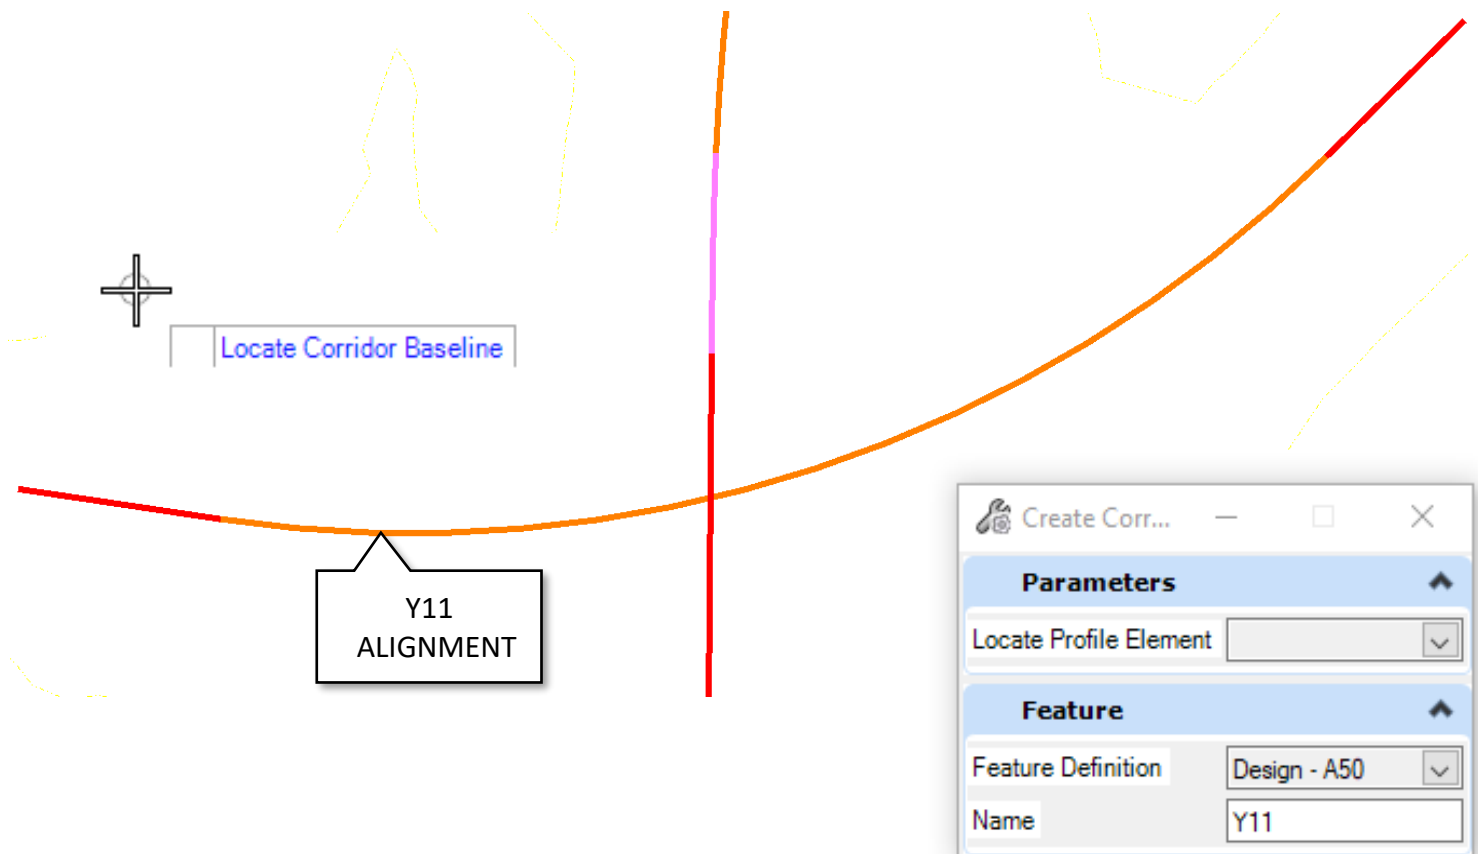 Locate Corridor Baseline
Y11
ALIGNMENT
Create Corr...
Parameters
Locate Profile Element
Feature
Feature Definition Design - A50
Name Y11